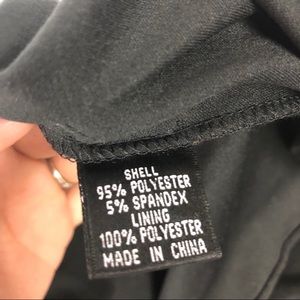 SHELL
95% POLYESTER
5% SPANDEX
LINING
100% POLYESTER
MADE IN CHINA